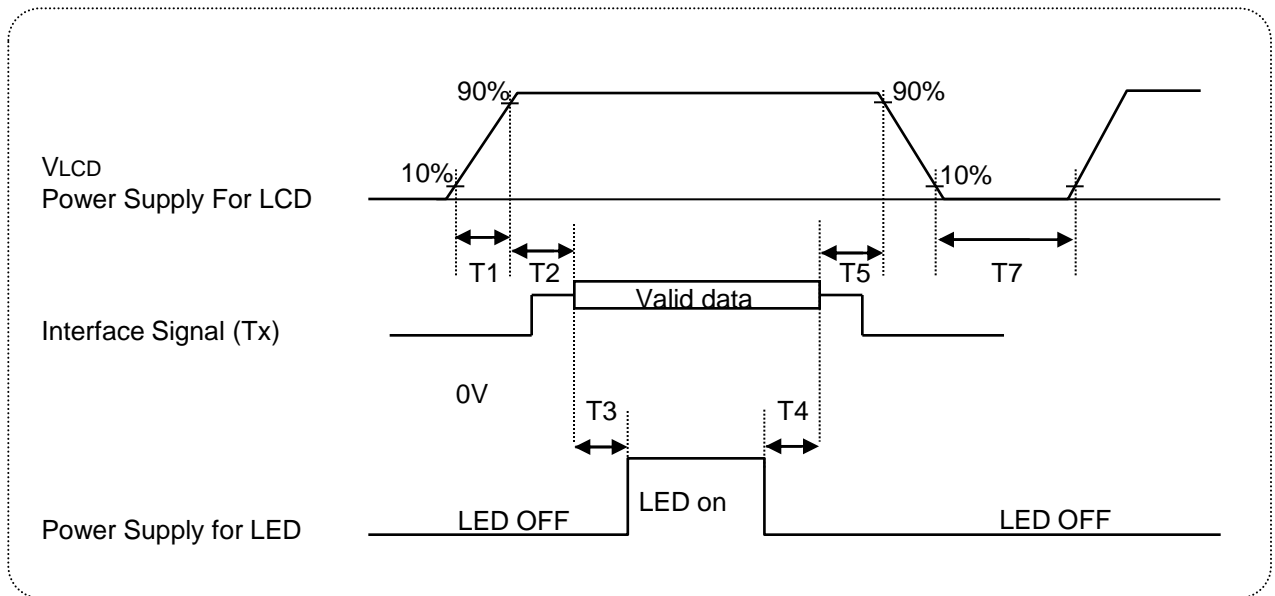 90%
90%
VLCD
10%
10%
Power Supply For LCD
T1
T2
T5
T7
Valid data
Interface Signal (Tx)
0V
T3
T4
LED on
Power Supply for LED
LED OFF
LED OFF